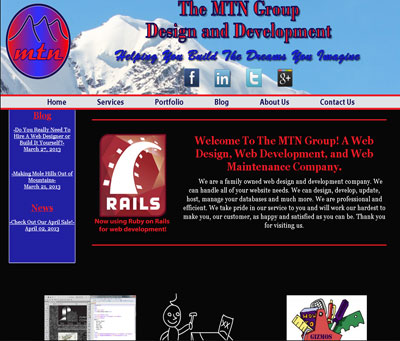 The MTN Group
Design and Development
mtn
Helping You Build The Dreams You Imagine
Home Services Portfolio Blog About Us Contact Us
Blog
-Do You Really Need To
Hire A Web Designer or
Build It Yourself?-
March 27, 2013
-Making Mole Hills Out of
Mountains-
March 21, 2013
News
-Check Out Our April Sale!-
April 02, 2013
RAILS
Now using Ruby on Rails
for web development!
Welcome To The MTN Group! A Web
Design, Web Development, and Web
Maintenance Company.
We are a family owned web design and development company. We
can handle all of your website needs. We can design, develop, update,
host, manage your databases and much more. We are professional and
efficient. We take pride in our service to you and will work our hardest to
make you, our customer, as happy and satisfied as you can be. Thank you
for visiting us.
GIZMOS